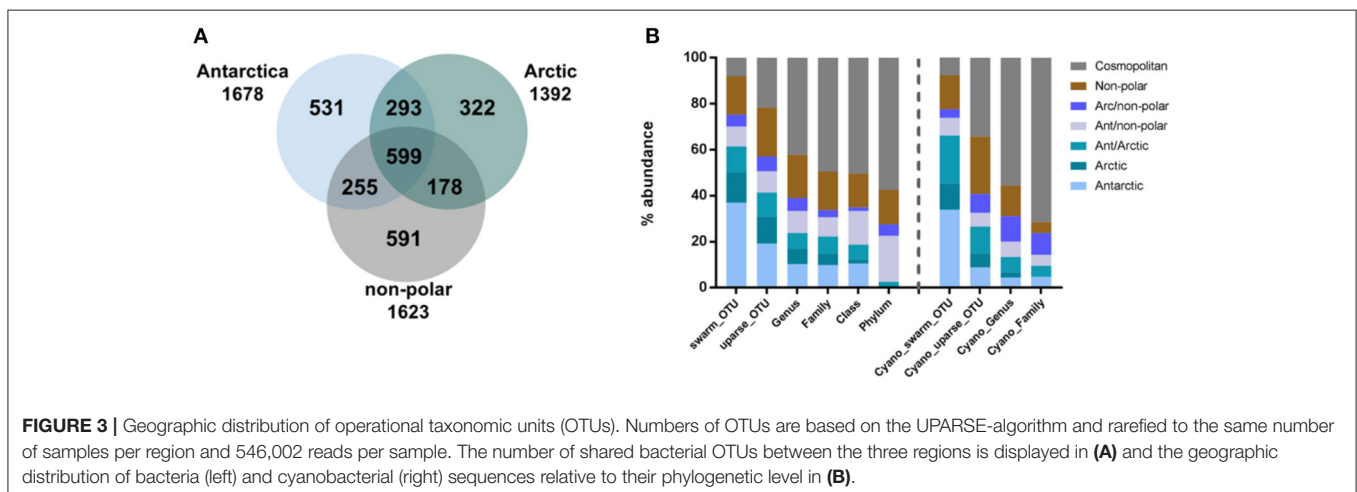 A
Antarctica
1678
Arctic
1392
531
293
322
599
255
178
591
non-polar
1623
B
% abundance
100
80
60
40
20
0
swarm_OTU
uparse_OTU
Genus
Family
Class
Phylum
Cyano_swarm_OTU
Cyano_uparse_OTU
Cyano_Genus
Cyano_Family
Cosmopolitan
Non-polar
Arc/non-polar
Ant/non-polar
Ant/Arctic
Arctic
Antarctic
FIGURE 3 | Geographic distribution of operational taxonomic units (OTUs). Numbers of OTUs are based on the UPARSE-algorithm and rarefied to the same number
of samples per region and 546,002 reads per sample. The number of shared bacterial OTUs between the three regions is displayed in (A) and the geographic
distribution of bacteria (left) and cyanobacterial (right) sequences relative to their phylogenetic level in (B).